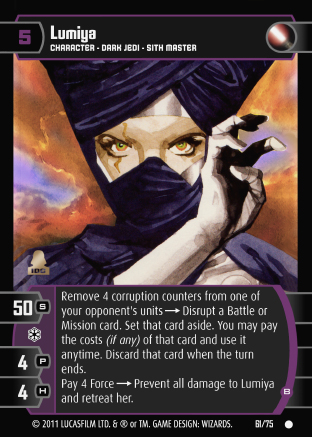 5 Lumiya
CHARACTER - DARK JEDI - SITH MASTER
IDS
50 S
4 P
4 H
Remove 4 corruption counters from one of
your opponent's units → Disrupt a Battle or
Mission card. Set that card aside. You may pay
the costs (if any) of that card and use it
anytime. Discard that card when the turn
ends.
Pay 4 Force → Prevent all damage to Lumiya
and retreat her.
B
© 2011 LUCASFILM LTD. & ® or TM. GAME DESIGN: WIZARDS. BI/75